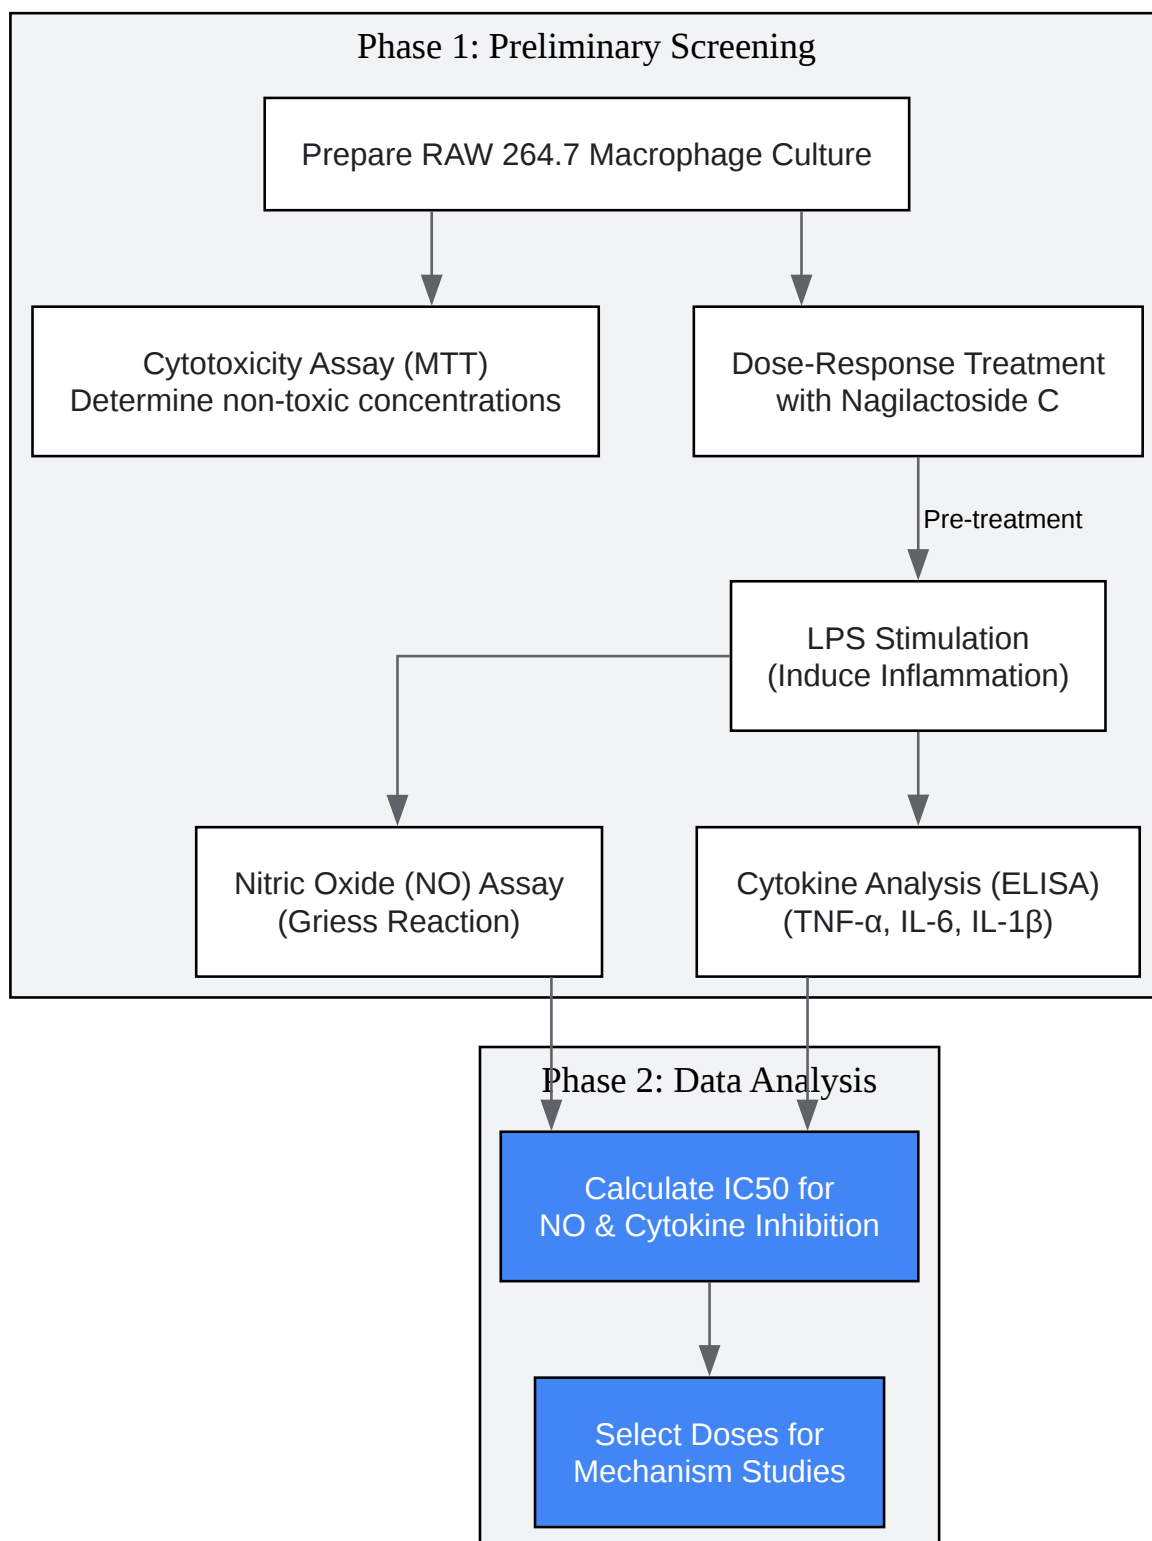 Phase 1: Preliminary Screening
Prepare RAW 264.7 Macrophage Culture
Cytotoxicity Assay (MTT)
Determine non-toxic concentrations
Dose-Response Treatment
with Nagilactoside C
Pre-treatment
LPS Stimulation
(Induce Inflammation)
Nitric Oxide (NO) Assay
(Griess Reaction)
Cytokine Analysis (ELISA)
(TNF-α, IL-6, IL-1β)
Phase 2: Data Analysis
Calculate IC50 for
NO & Cytokine Inhibition
Select Doses for
Mechanism Studies